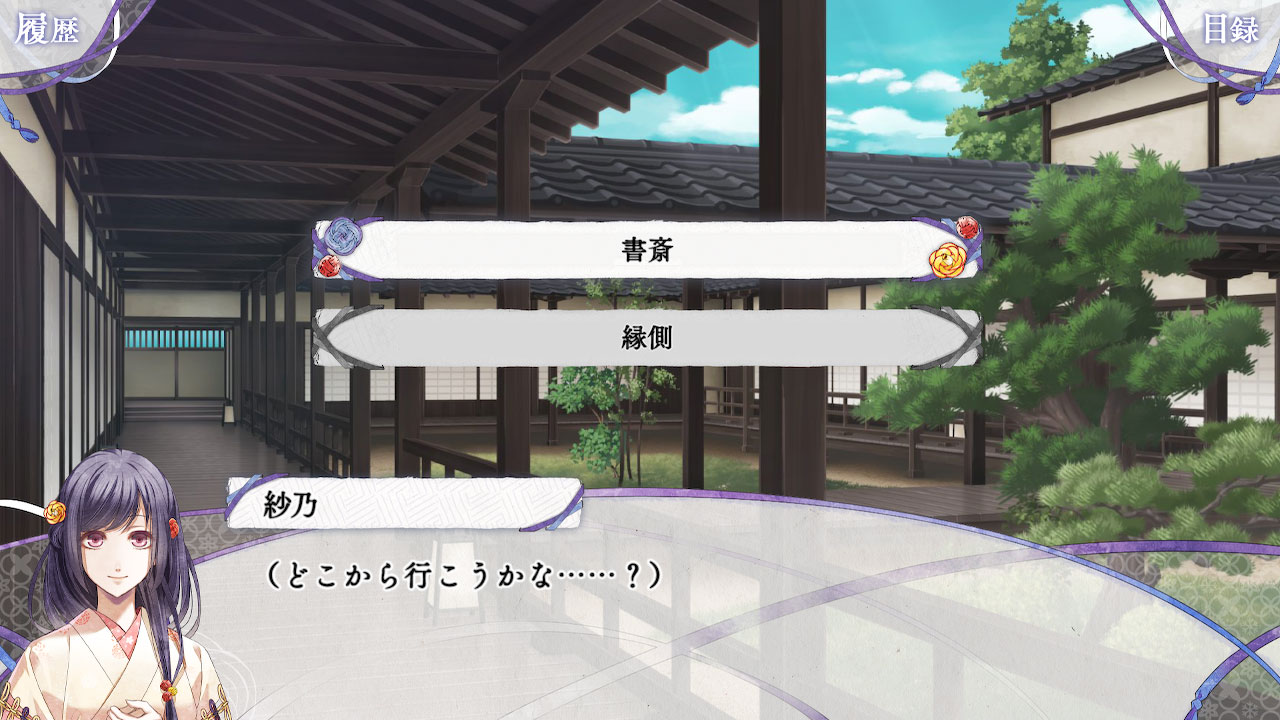 履歴
目録
書斎
縁側
紗乃
（どこから行こうかな……？）